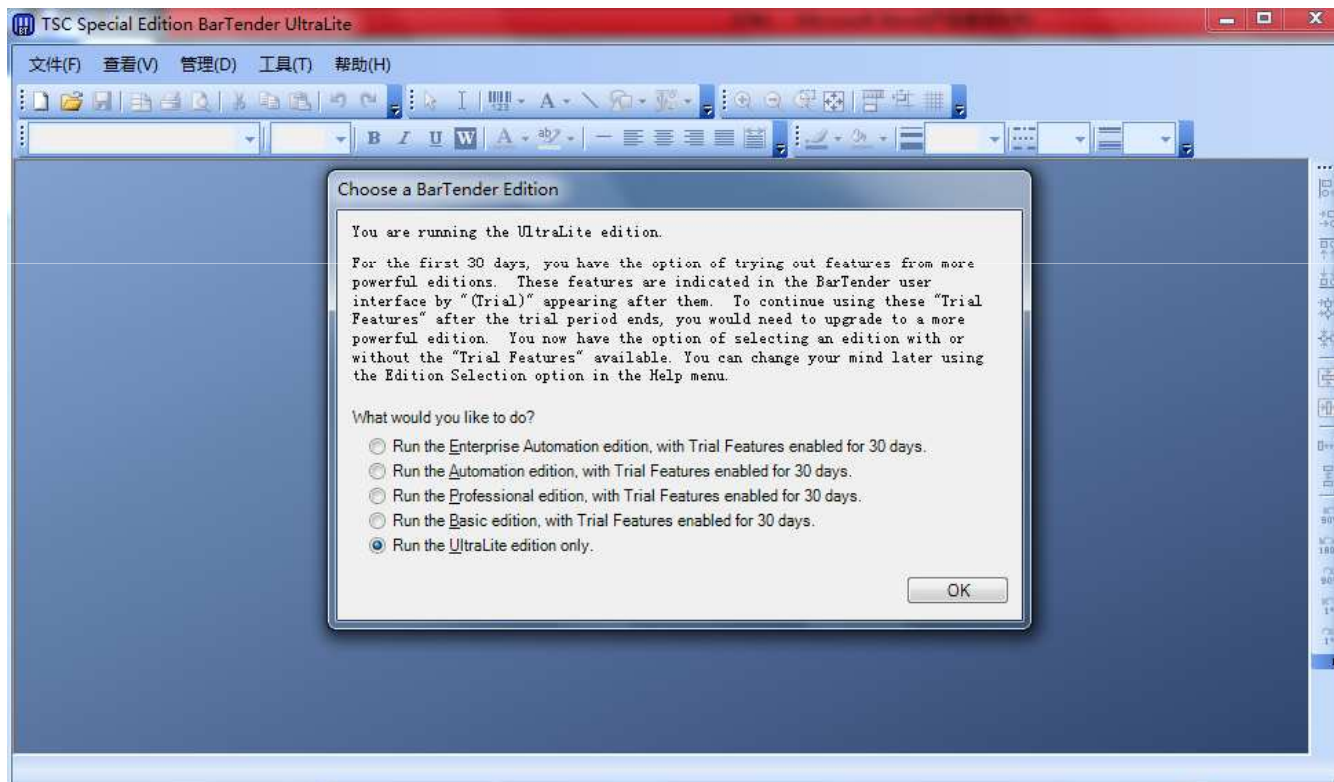 TSC Special Edition BarTender UltraLite
文件(F) 查看(V) 管理(D) 工具(T) 帮助(H)
B I U W A ab
Choose a BarTender Edition
You are running the UltraLite edition.
For the first 30 days, you have the option of trying out features from more
powerful editions. These features are indicated in the BarTender user
interface by "(Trial)" appearing after them. To continue using these "Trial
Features" after the trial period ends, you would need to upgrade to a more
powerful edition. You now have the option of selecting an edition with or
without the "Trial Features" available. You can change your mind later using
the Edition Selection option in the Help menu.
What would you like to do?
Run the Enterprise Automation edition, with Trial Features enabled for 30 days.
Run the Automation edition, with Trial Features enabled for 30 days.
Run the Professional edition, with Trial Features enabled for 30 days.
Run the Basic edition, with Trial Features enabled for 30 days.
Run the UltraLite edition only.
OK